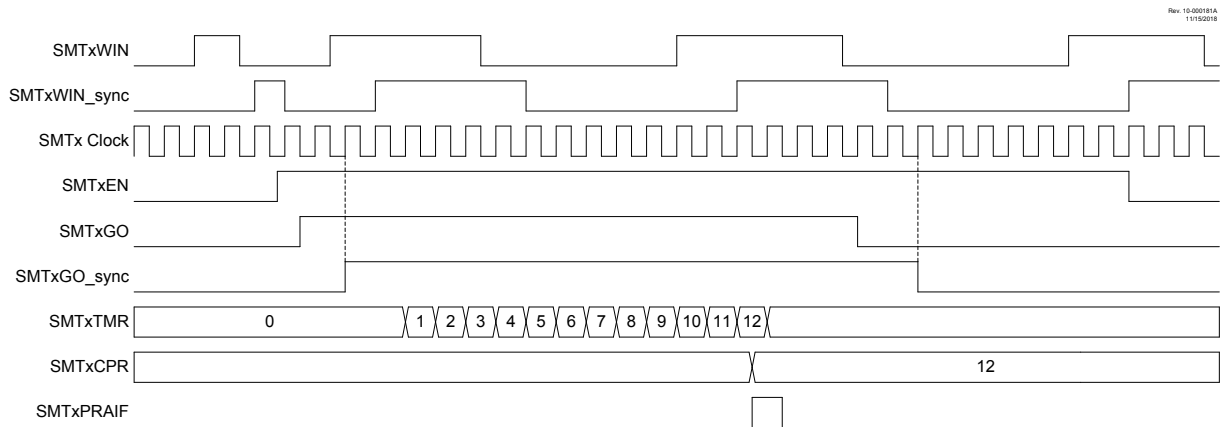 Rev. 10-000181A
11/15/2018
SMTxWIN
SMTxWIN_sync
SMTx Clock
SMTxEN
SMTxGO
SMTxGO_sync
SMTxTMR 0 1 2 3 4 5 6 7 8 9 10 11 12
SMTxCPR 12
SMTxPRAIF